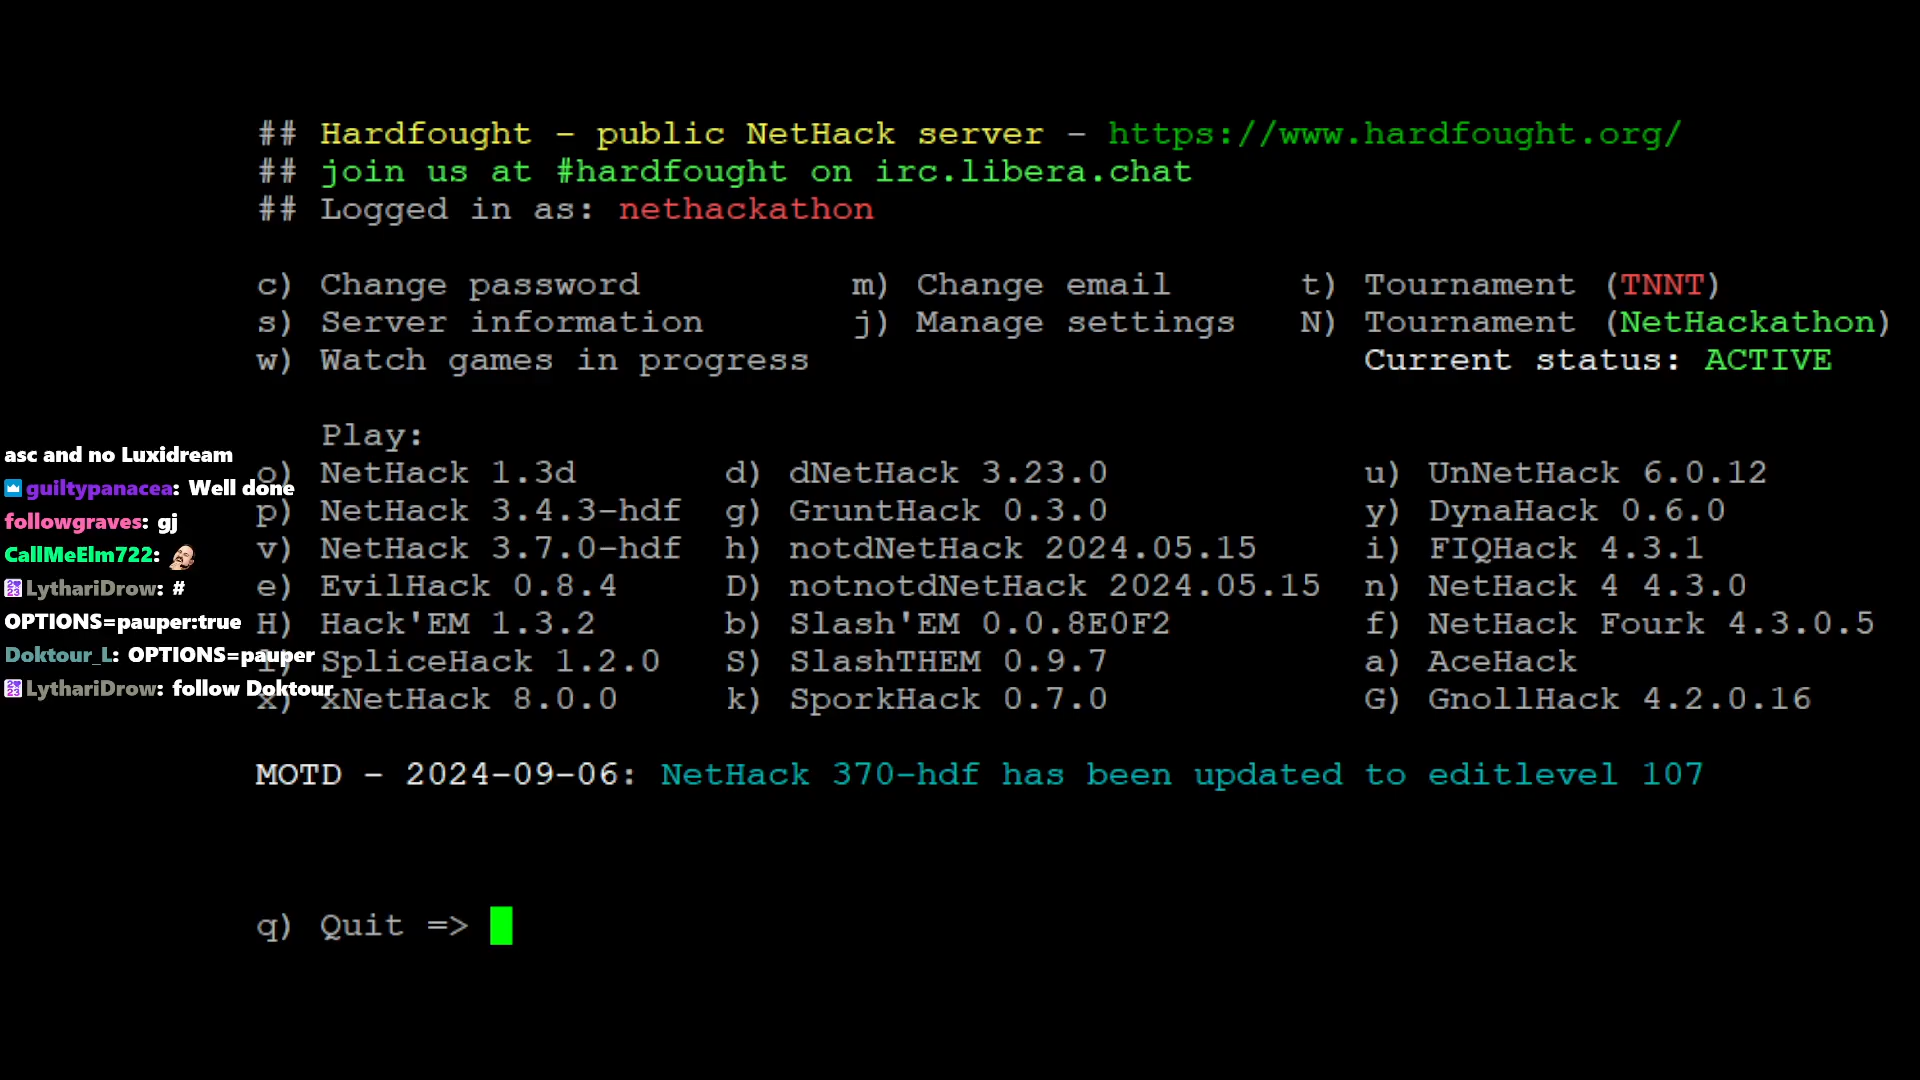 ## Hardfought - public NetHack server - https://www.hardfought.org/
## join us at #hardfought on irc.libera.chat
## Logged in as: nethackathon
c) Change password m) Change email t) Tournament (TNNT)
s) Server information j) Manage settings N) Tournament (NetHackathon)
w) Watch games in progress Current status: ACTIVE
Play:
asc and no Luxidream
o) NetHack 1.3d d) dNetHack 3.23.0 u) UnNetHack 6.0.12
guiltypanacea: Well done
p) NetHack 3.4.3-hdf g) GruntHack 0.3.0 y) DynaHack 0.6.0
followgraves: gj
v) NetHack 3.7.0-hdf h) notdNetHack 2024.05.15 i) FIQHack 4.3.1
CallMeElm722:
e) EvilHack 0.8.4 D) notnotdNetHack 2024.05.15 n) NetHack 4 4.3.0
LythariDrow: #
OPTIONS=pauper:true
H) Hack'EM 1.3.2 b) Slash'EM 0.0.8E0F2 f) NetHack Fourk 4.3.0.5
Doktour_L: OPTIONS=pauper
l) SpliceHack 1.2.0 S) SlashTHEM 0.9.7 a) AceHack
LythariDrow: follow Doktour
x) xNetHack 8.0.0 k) SporkHack 0.7.0 G) GnollHack 4.2.0.16
MOTD - 2024-09-06: NetHack 370-hdf has been updated to editlevel 107
q) Quit =>